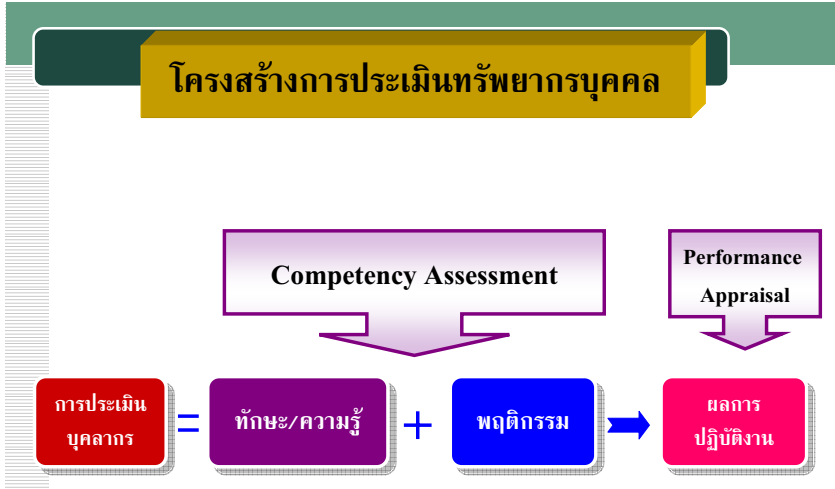 โครงสร้างการประเมินทรัพยากรบุคคล
Competency Assessment
Performance
Appraisal
การประเมิน
บุคลากร
=
ทักษะ/ความรู้
+
พฤติกรรม
ผลการ
ปฏิบัติงาน